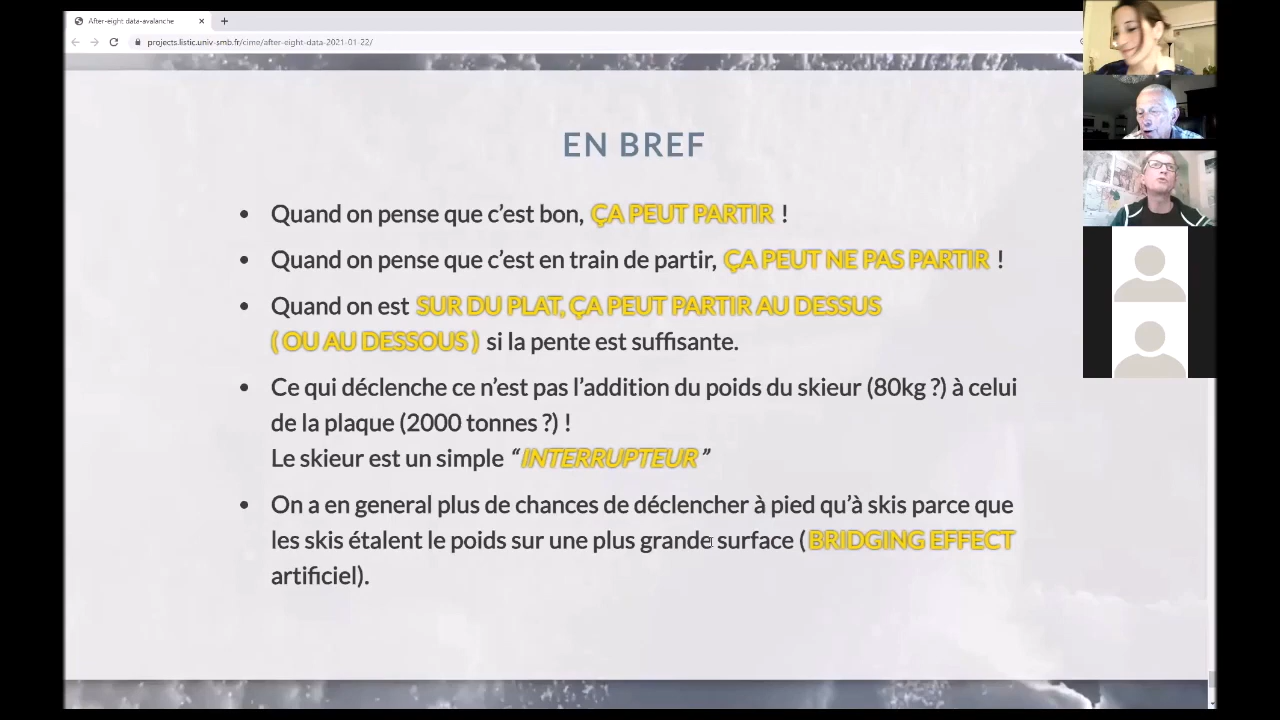 After-eight data-avalanche
projects.listic.univ-smb.fr/cime/after-eight-data-2021-01-22/
EN BREF
• Quand on pense que c’est bon, ÇA PEUT PARTIR !
• Quand on pense que c’est en train de partir, ÇA PEUT NE PAS PARTIR !
• Quand on est SUR DU PLAT, ÇA PEUT PARTIR AU DESSUS
( OU AU DESSOUS ) si la pente est suffisante.
• Ce qui déclenche ce n’est pas l’addition du poids du skieur (80kg ?) à celui
de la plaque (2000 tonnes ?) !
Le skieur est un simple “INTERRUPTEUR”
• On a en general plus de chances de déclencher à pied qu’à skis parce que
les skis étalent le poids sur une plus grande surface (BRIDGING EFFECT
artificiel).